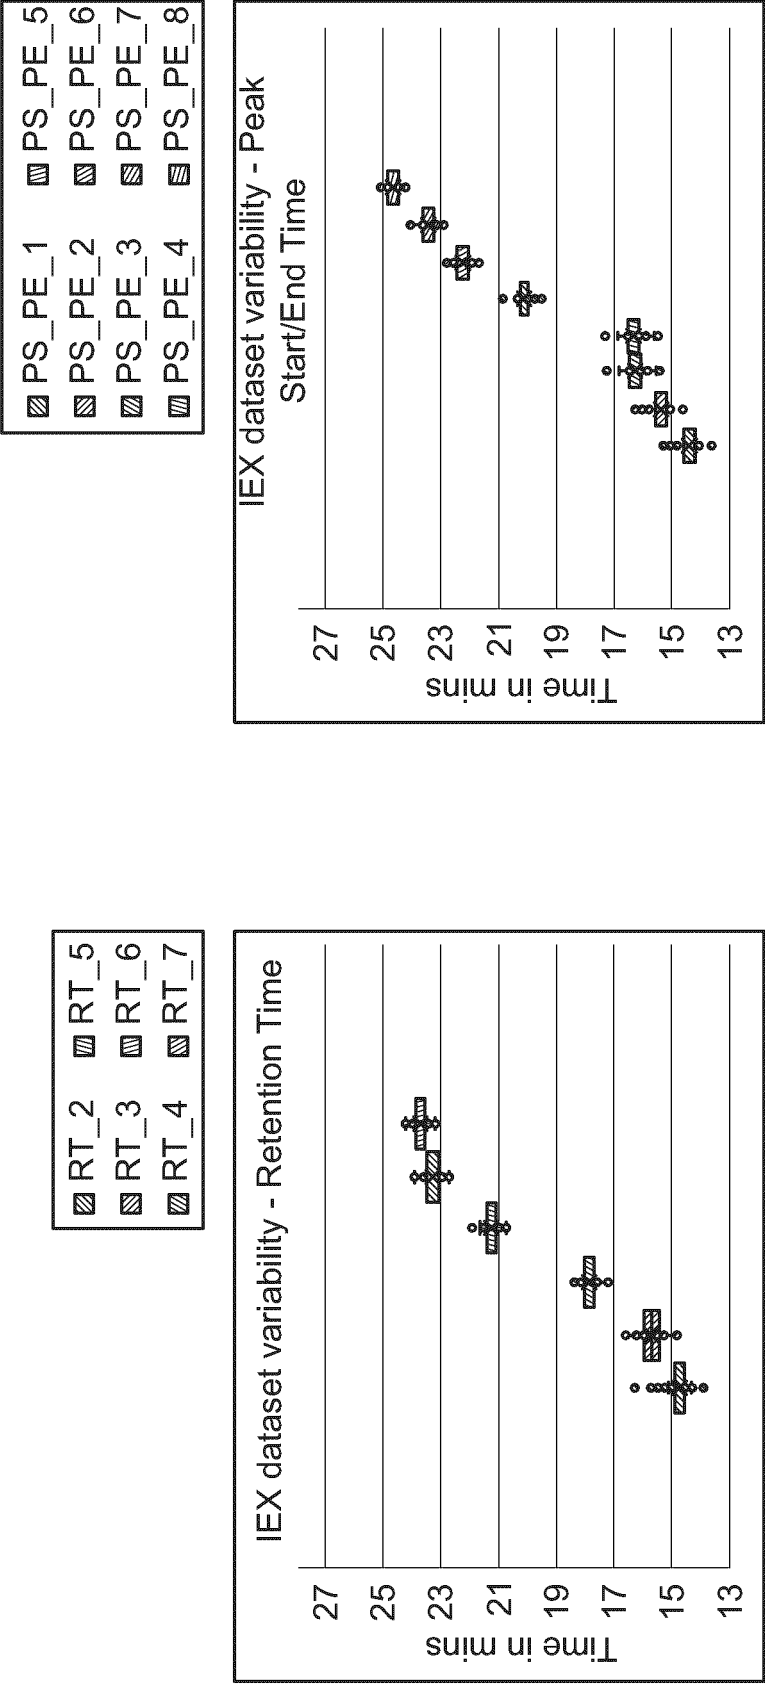 RT_2 RT_5
RT_3 RT_6
RT_4 RT_7
IEX dataset variability - Retention Time
Time in mins
27
25
23
21
19
17
15
13
PS_PE_1 PS_PE_5
PS_PE_2 PS_PE_6
PS_PE_3 PS_PE_7
PS_PE_4 PS_PE_8
IEX dataset variability - Peak
Start/End Time
Time in mins
27
25
23
21
19
17
15
13